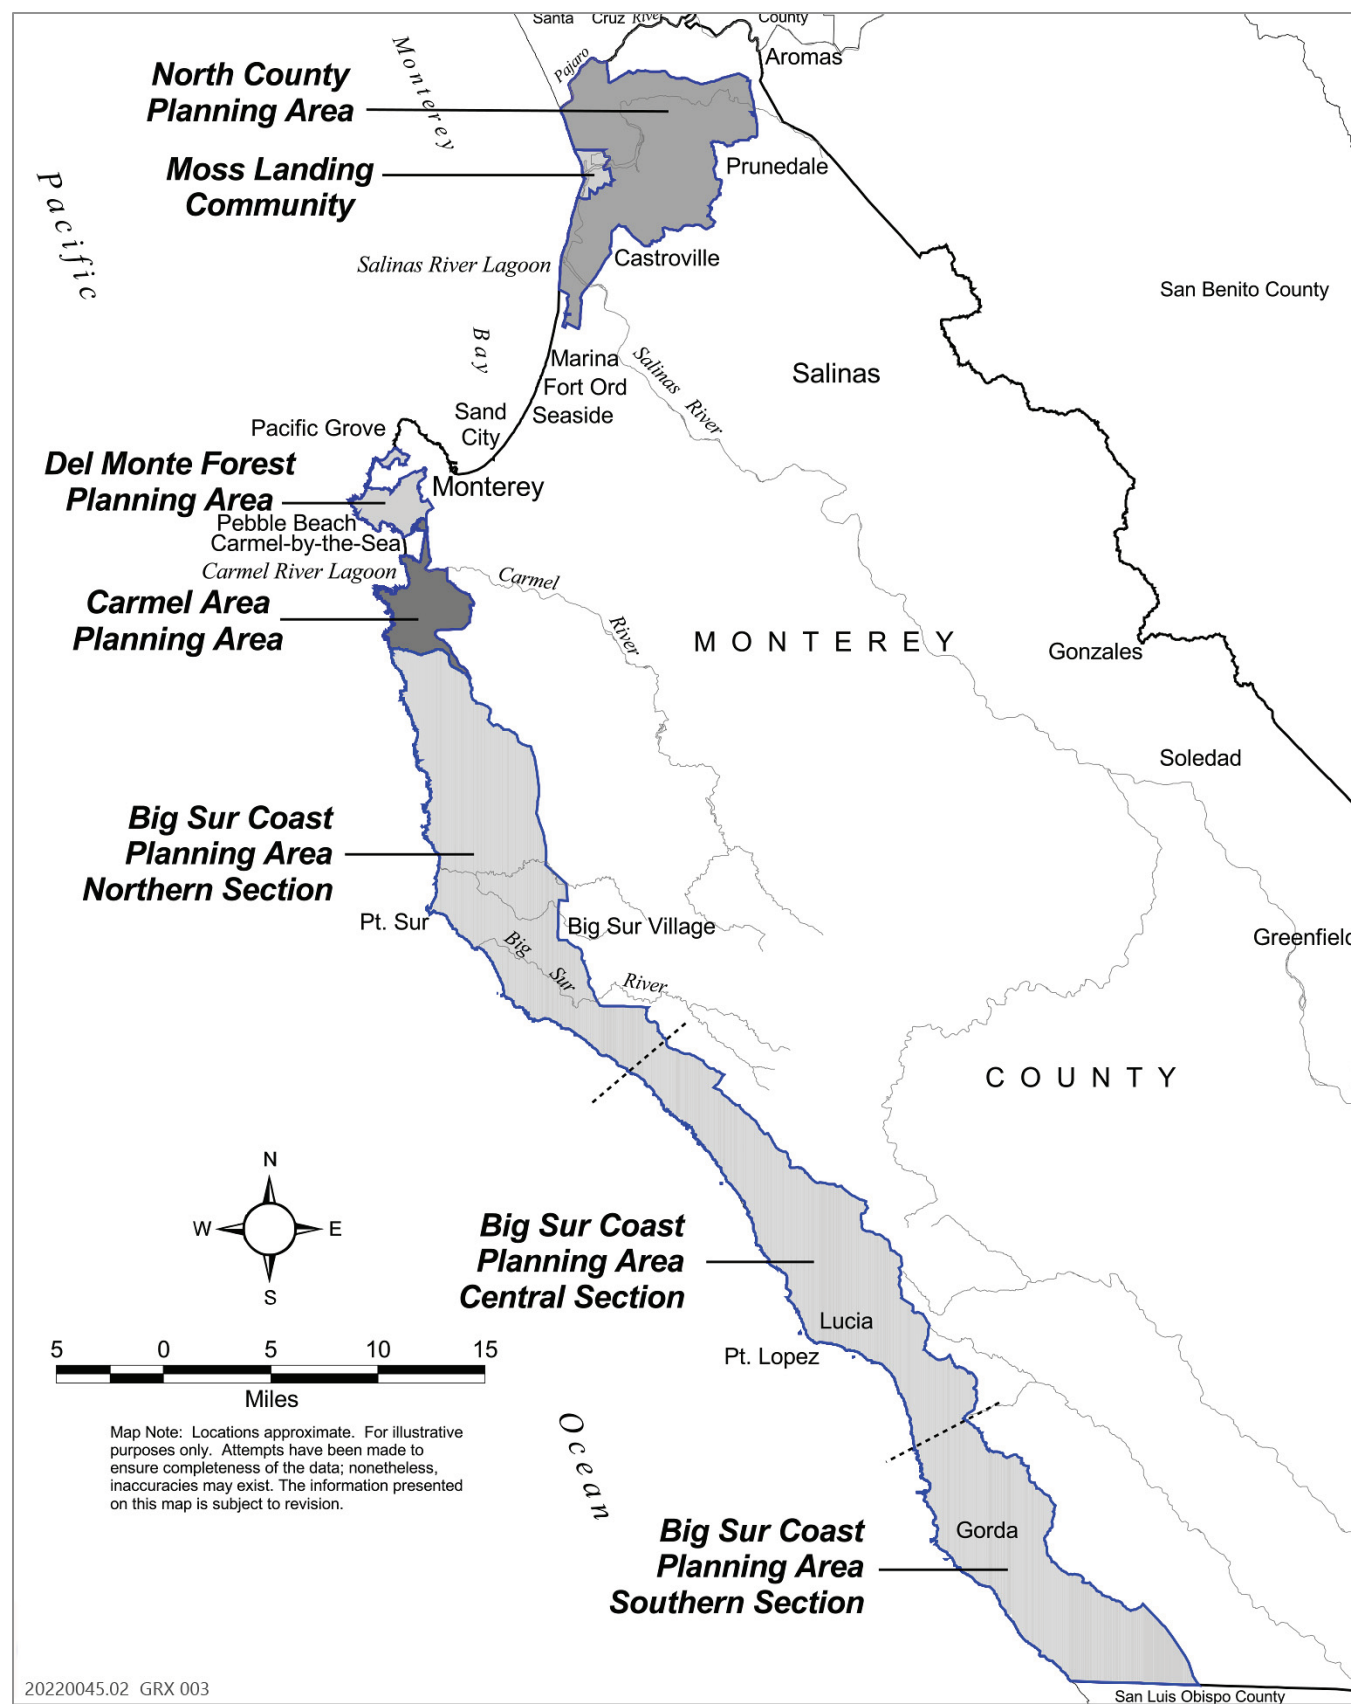 Santa Cruz River County
Pajaro
Aromas
Monterey
North County
Planning Area
Moss Landing
Community
Prunedale
Pacific
Salinas River Lagoon
Castroville
San Benito County
Bay
Marina
Fort Ord
Seaside
Salinas River
Salinas
Sand
City
Pacific Grove
Del Monte Forest
Planning Area
Monterey
Pebble Beach
Carmel-by-the-Sea
Carmel River Lagoon
Carmel River
Carmel Area
Planning Area
MONTEREY
Gonzales
Soledad
Big Sur Coast
Planning Area
Northern Section
Pt. Sur
Big Sur Village
Big Sur River
Greenfield
COUNTY
N
W E
S
Big Sur Coast
Planning Area
Central Section
Lucia
Pt. Lopez
5 0 5 10 15
Miles
Map Note: Locations approximate. For illustrative
purposes only. Attempts have been made to
ensure completeness of the data; nonetheless,
inaccuracies may exist. The information presented
on this map is subject to revision.
Ocean
Big Sur Coast
Planning Area
Southern Section
Gorda
20220045.02 GRX 003
San Luis Obispo County